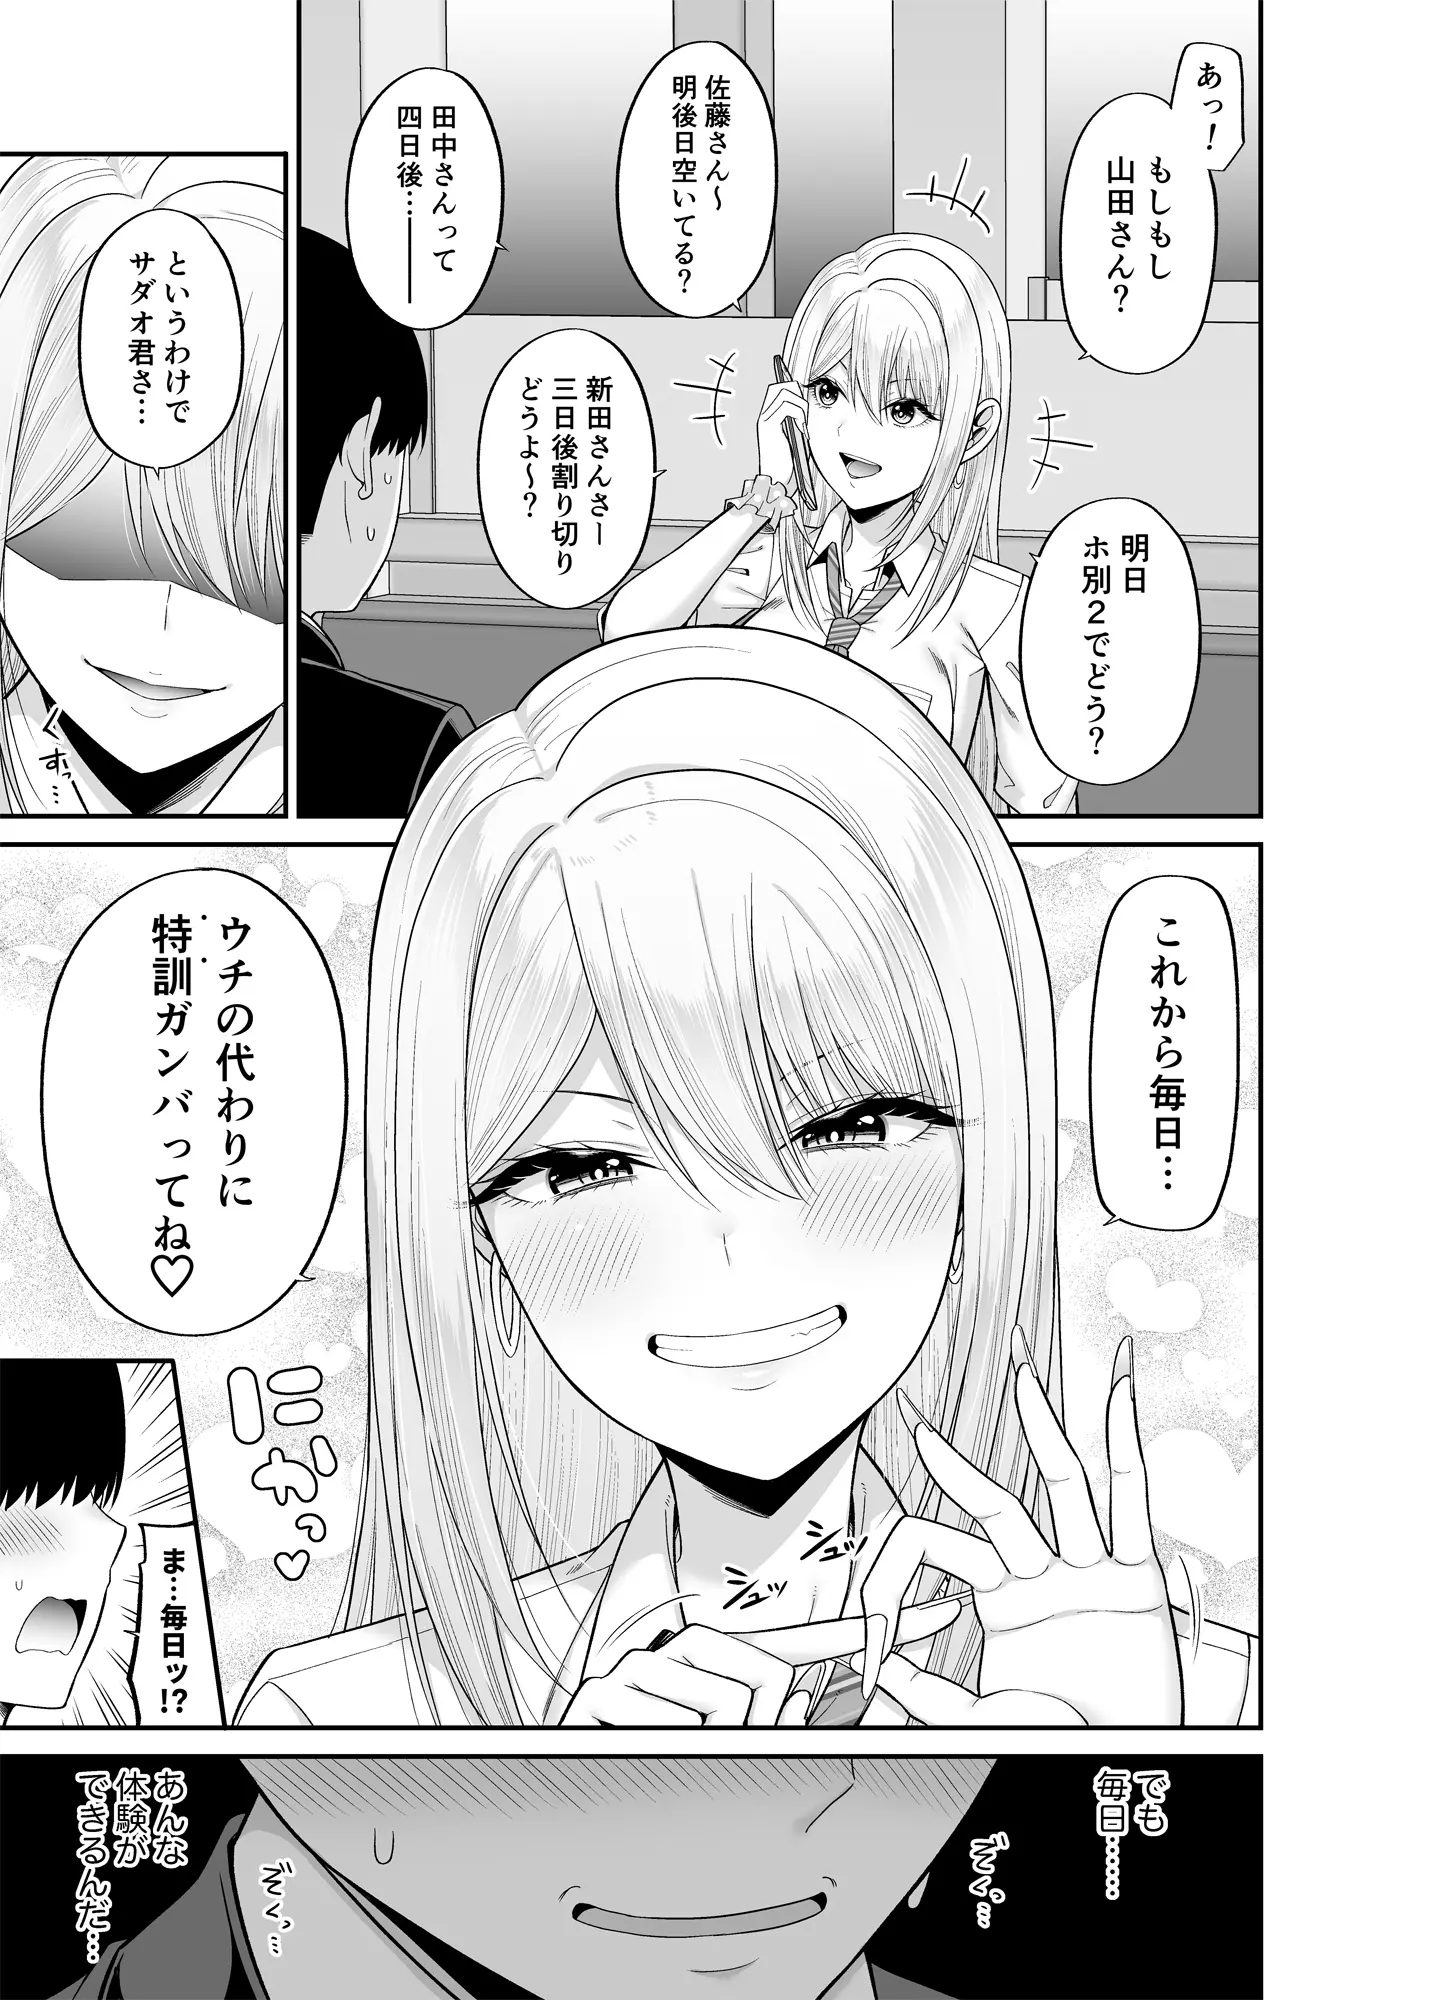 あっ！
もしもし
山田さん？
明日
ホ別２でどう？
佐藤さん～
明後日空いてる？
新田さんさー
三日後割り切り
どうよ～？
田中さんって
四日後…━━
というわけで
サダオ君さ…
くすっ…
これから毎日…
ウチの代わりに
特訓ガンバってね♡
にかっ♡
ジュッ
ジュッ
ま…毎日ッ!?
でも
毎日……
ぞくっ…
ぞくっ…
あんな
体験が
できるんだ…